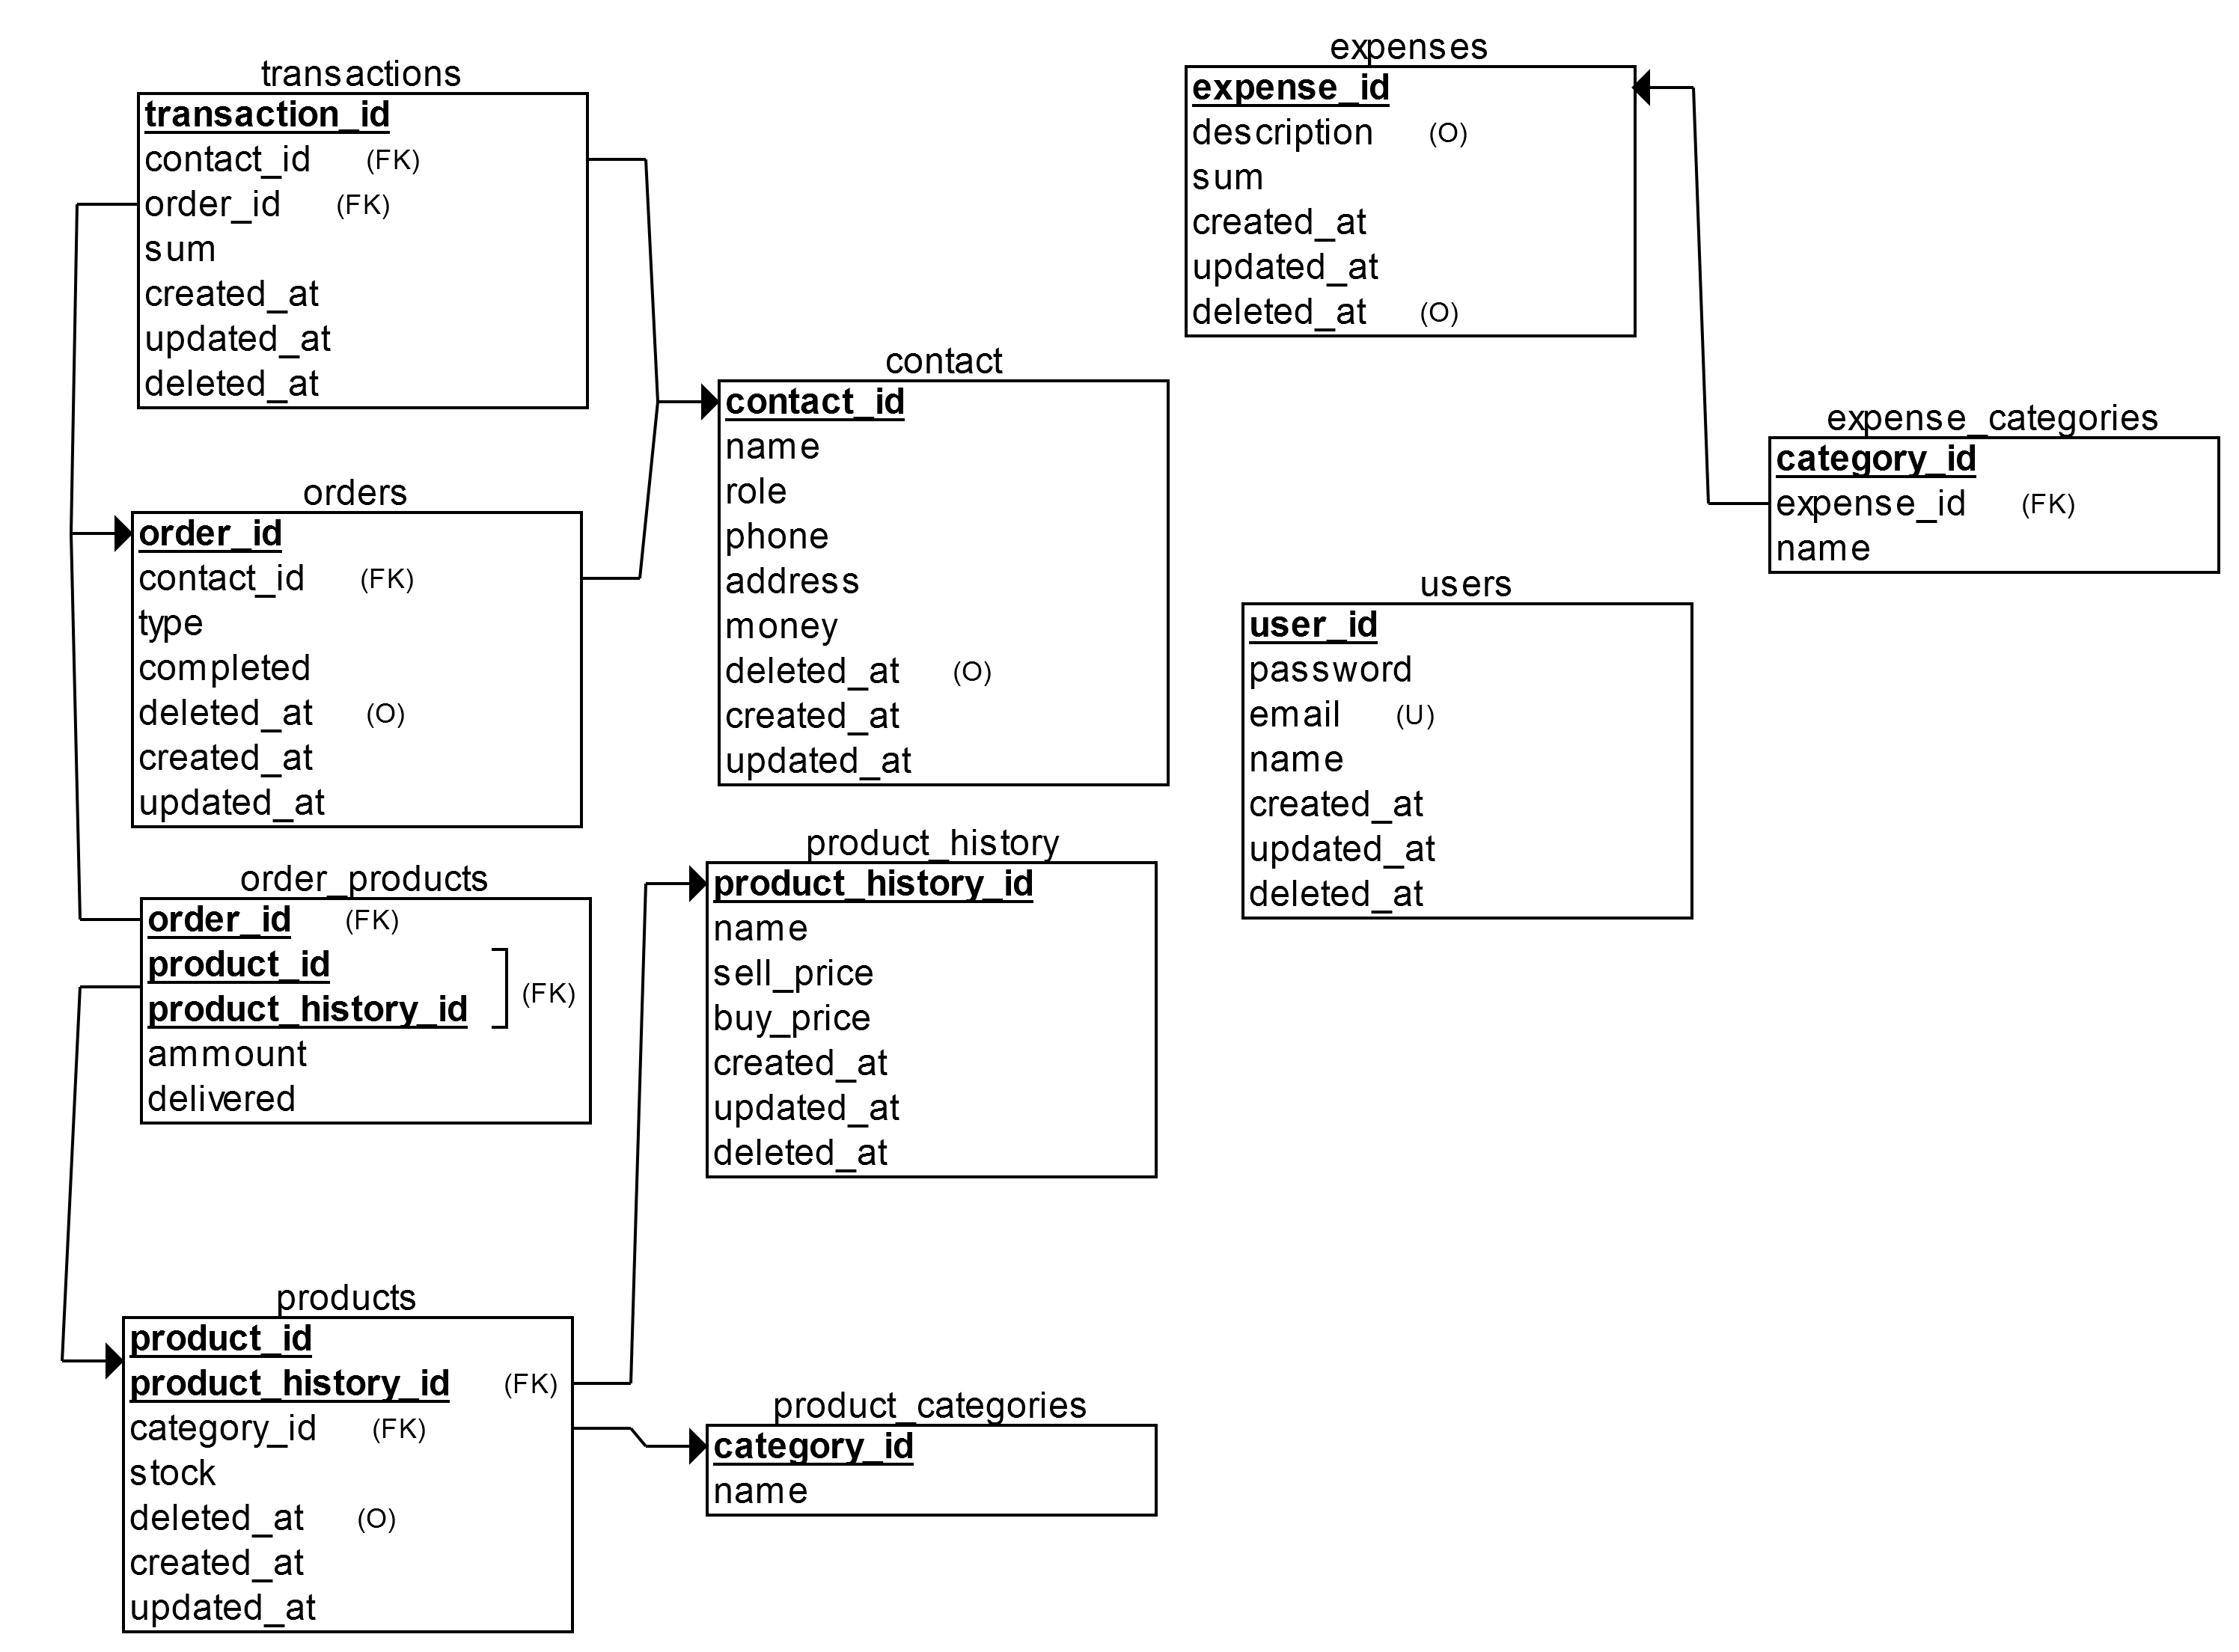 transactions
transaction_id
contact_id (FK)
order_id (FK)
sum
created_at
updated_at
deleted_at
orders
order_id
contact_id (FK)
type
completed
deleted_at (O)
created_at
updated_at
order_products
order_id (FK)
product_id
product_history_id
(FK)
ammount
delivered
products
product_id
product_history_id (FK)
category_id (FK)
stock
deleted_at (O)
created_at
updated_at
contact
contact_id
name
role
phone
address
money
deleted_at (O)
created_at
updated_at
product_history
product_history_id
name
sell_price
buy_price
created_at
updated_at
deleted_at
product_categories
category_id
name
expenses
expense_id
description (O)
sum
created_at
updated_at
deleted_at (O)
users
user_id
password
email (U)
name
created_at
updated_at
deleted_at
expense_categories
category_id
expense_id (FK)
name